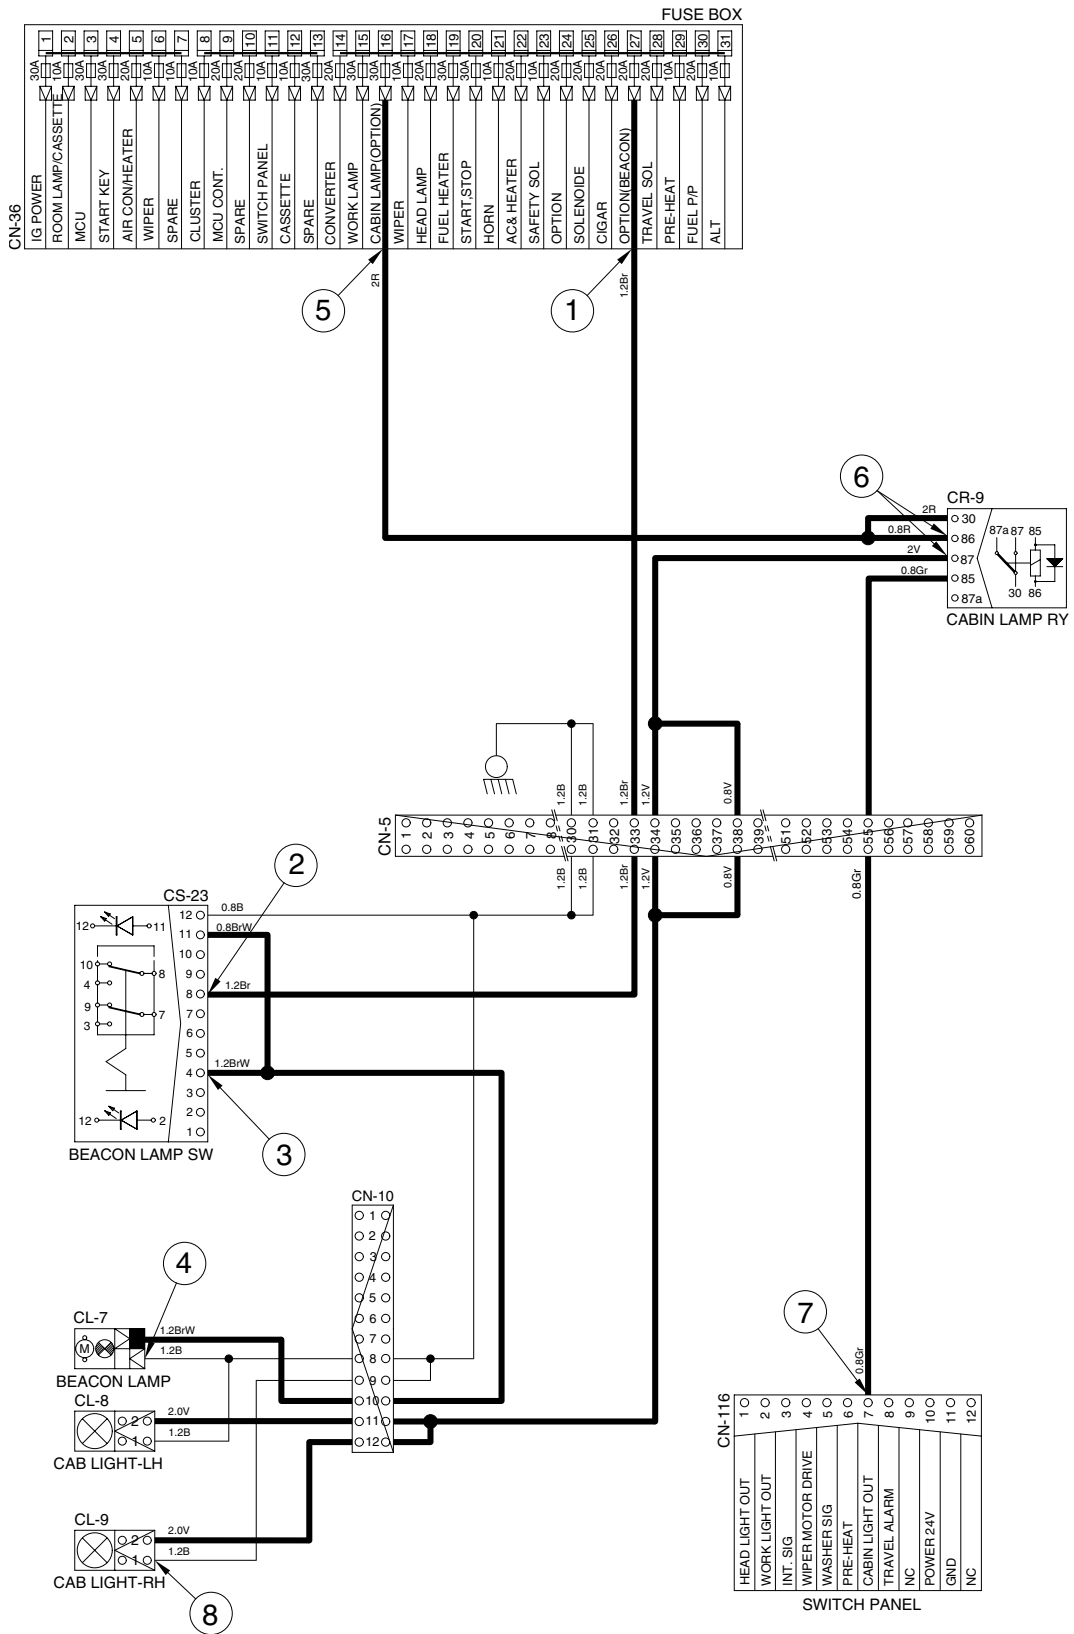 FUSE BOX
1 2 3 4 5 6 7 8 9 10 11 12 13 14 15 16 17 18 19 20 21 22 23 24 25 26 27 28 29 30 31
30A 10A 30A 10A 20A 10A 10A 20A 20A 10A 30A 10A 30A 10A 20A 30A 10A 20A 30A 30A 10A 10A 20A 20A 10A 20A 10A 20A 10A 20A 10A
CN-36
IG POWER
ROOM LAMP/CASSETTE
MCU
START KEY
AIR CON/HEATER
WIPER
SPARE
CLUSTER
MCU CONT.
SPARE
SWITCH PANEL
CASSETTE
SPARE
CONVERTER
WORK LAMP
CABIN LAMP(OPTION)
WIPER
HEAD LAMP
FUEL HEATER
START,STOP
HORN
AC& HEATER
SAFETY SOL
OPTION
SOLENOIDE
CIGAR
OPTION(BEACON)
TRAVEL SOL
PRE-HEAT
FUEL P/P
ALT
2R
1.2Br
5
1
6
CR-9
2R
30
0.8R
86
2V
87
0.8Gr
85
87a
87a 87 85
30 86
CABIN LAMP RY
1.2B
1.2B
1.2Br
1.2V
0.8V
CN-5
1 2 3 4 5 6 7 8 30 31 32 33 34 35 36 37 38 39 51 52 53 54 55 56 57 58 59 60
1.2B
1.2B
1.2Br
1.2V
0.8V
0.8Gr
2
CS-23
12 0.8B
11 0.8BrW
10
9
8 1.2Br
7
6
5
4 1.2BrW
3
2
1
12 11
10 8
4
9 7
3
12 2
BEACON LAMP SW
3
CN-10
1
2
3
4
5
6
7
8
9
10
11
12
4
CL-7
M
1.2BrW
1.2B
BEACON LAMP
CL-8
2 2.0V
1 1.2B
CAB LIGHT-LH
CL-9
2 2.0V
1 1.2B
CAB LIGHT-RH
8
7
0.8Gr
CN-116
1 2 3 4 5 6 7 8 9 10 11 12
HEAD LIGHT OUT
WORK LIGHT OUT
INT. SIG
WIPER MOTOR DRIVE
WASHER SIG
PRE-HEAT
CABIN LIGHT OUT
TRAVEL ALARM
NC
POWER 24V
GND
NC
SWITCH PANEL